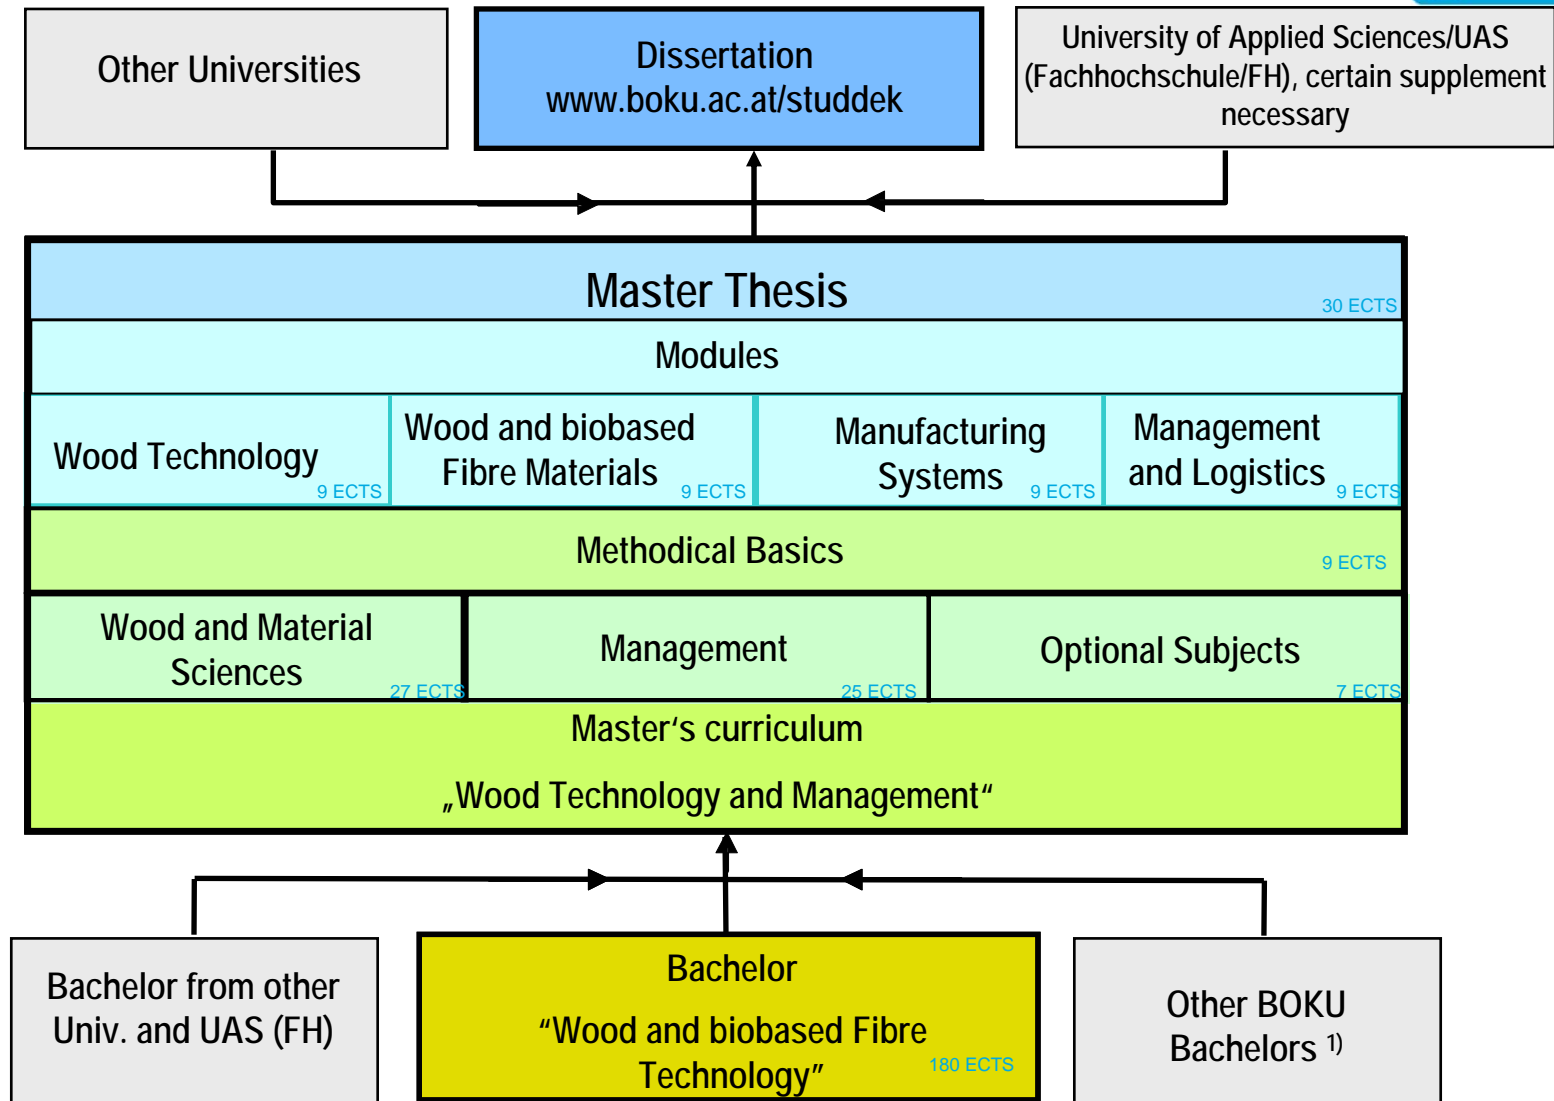 Other Universities
Dissertation
www.boku.ac.at/studdek
University of Applied Sciences/UAS
(Fachhochschule/FH), certain supplement
necessary
Master Thesis
30 ECTS
Modules
Wood Technology
9 ECTS
Wood and biobased
Fibre Materials
9 ECTS
Manufacturing
Systems
9 ECTS
Management
and Logistics
9 ECTS
Methodical Basics
9 ECTS
Wood and Material
Sciences
27 ECTS
Management
25 ECTS
Optional Subjects
7 ECTS
Master‘s curriculum
„Wood Technology and Management“
Bachelor from other
Univ. and UAS (FH)
Bachelor
“Wood and biobased Fibre
Technology”
180 ECTS
Other BOKU
Bachelors 1)